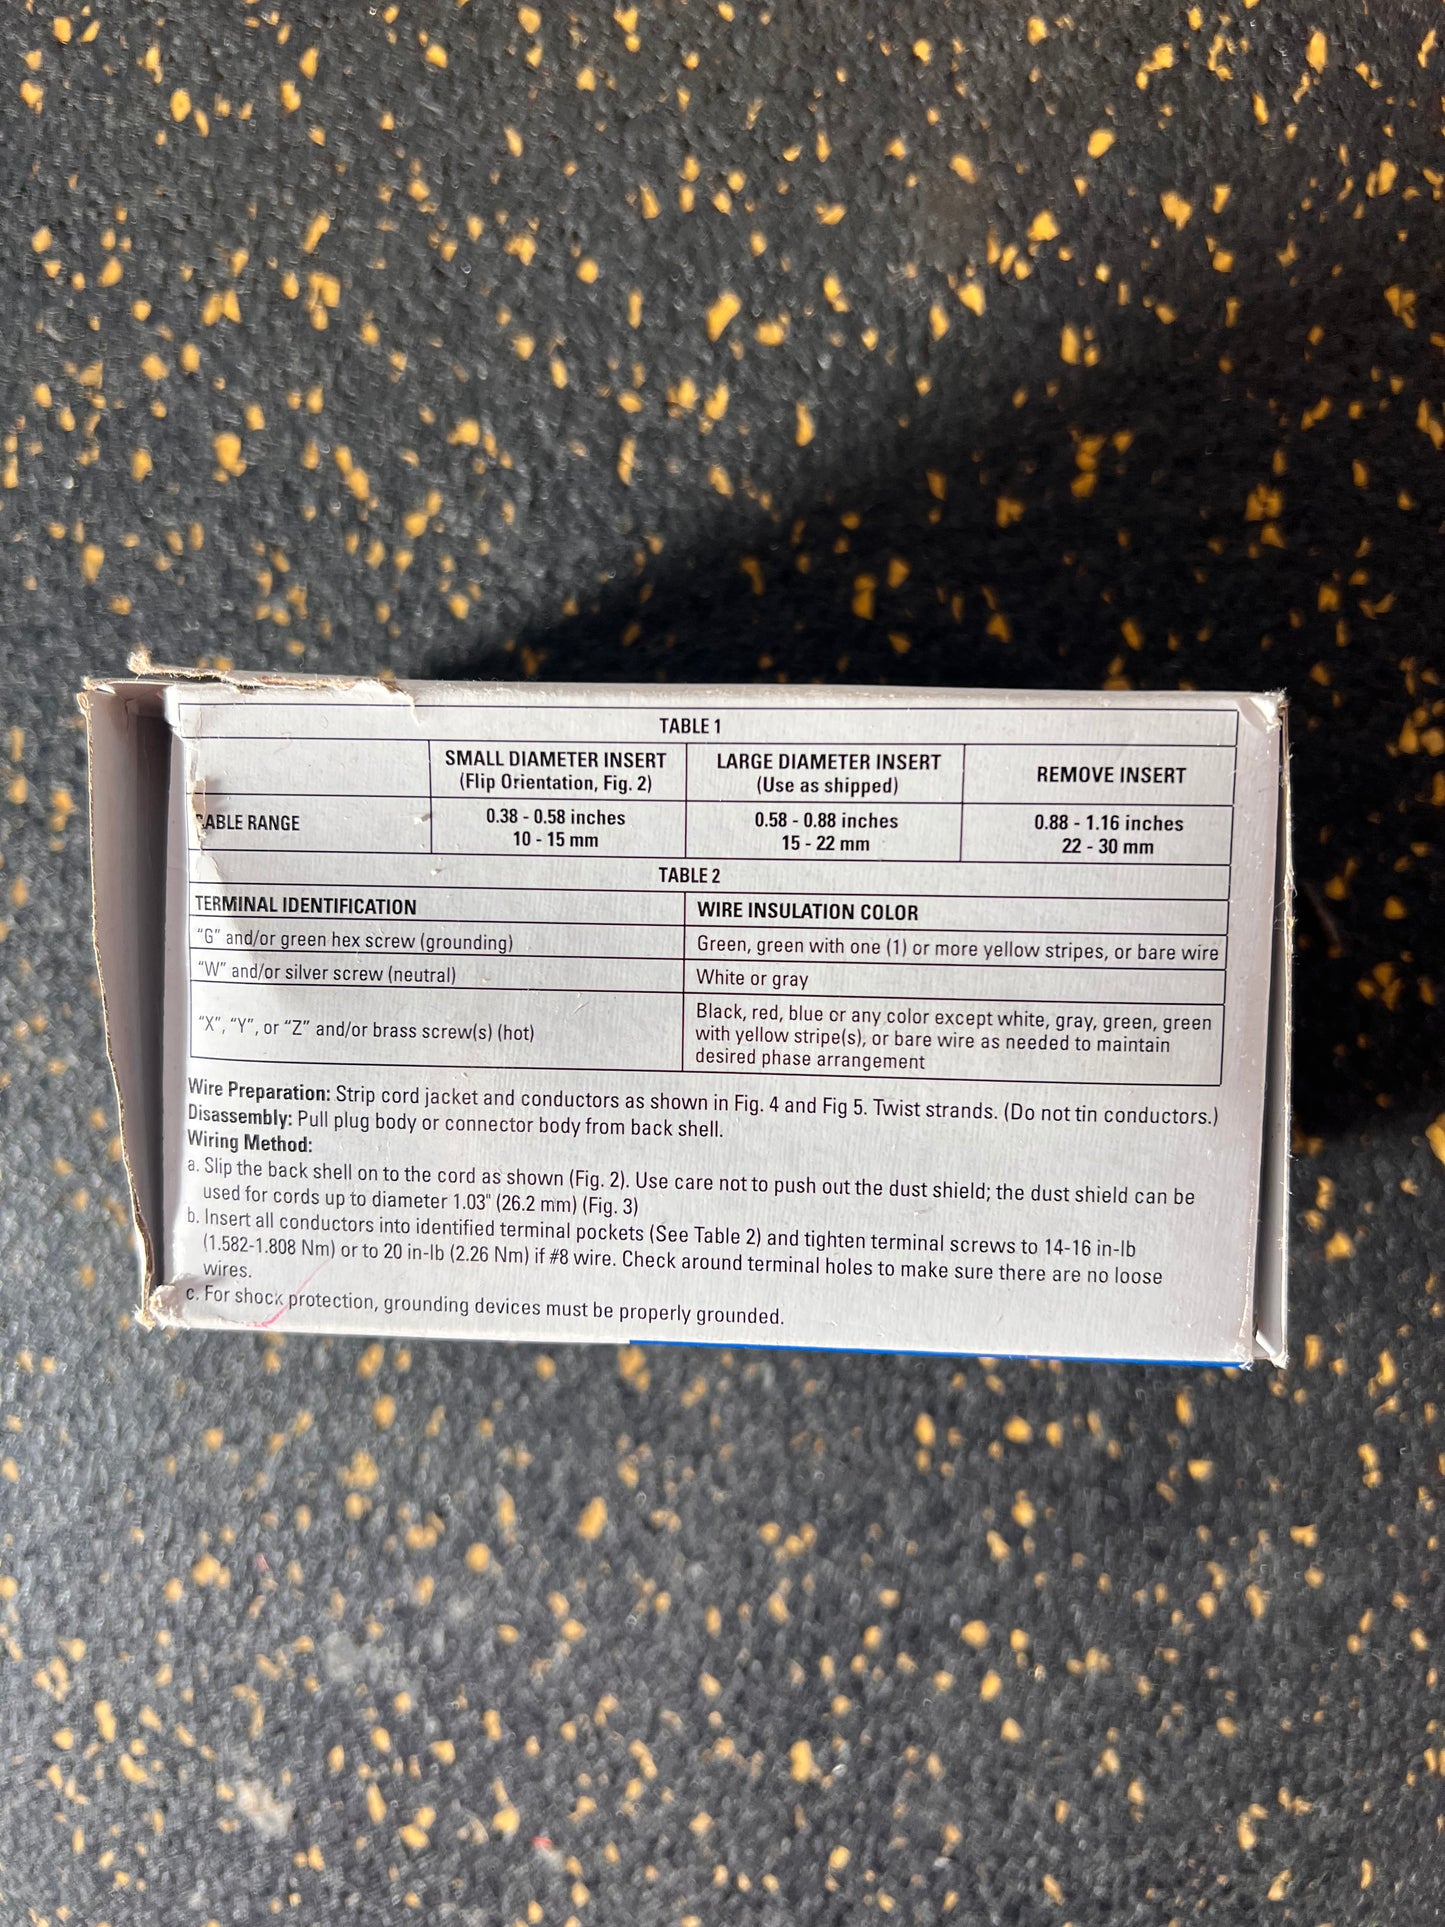 TABLE 1
SMALL DIAMETER INSERT
(Flip Orientation, Fig. 2)
LARGE DIAMETER INSERT
(Use as shipped)
REMOVE INSERT
CABLE RANGE
0.38 - 0.58 inches
10 - 15 mm
0.58 - 0.88 inches
15 - 22 mm
0.88 - 1.16 inches
22 - 30 mm
TABLE 2
TERMINAL IDENTIFICATION
WIRE INSULATION COLOR
“G” and/or green hex screw (grounding)
Green, green with one (1) or more yellow stripes, or bare wire
“W” and/or silver screw (neutral)
White or gray
“X”, “Y”, or “Z” and/or brass screw(s) (hot)
Black, red, blue or any color except white, gray, green, green
with yellow stripe(s), or bare wire as needed to maintain
desired phase arrangement
Wire Preparation: Strip cord jacket and conductors as shown in Fig. 4 and Fig 5. Twist strands. (Do not tin conductors.)
Disassembly: Pull plug body or connector body from back shell.
Wiring Method:
a. Slip the back shell on to the cord as shown (Fig. 2). Use care not to push out the dust shield; the dust shield can be
used for cords up to diameter 1.03" (26.2 mm) (Fig. 3)
b. Insert all conductors into identified terminal pockets (See Table 2) and tighten terminal screws to 14-16 in-lb
(1.582-1.808 Nm) or to 20 in-lb (2.26 Nm) if #8 wire. Check around terminal holes to make sure there are no loose
wires.
c. For shock protection, grounding devices must be properly grounded.